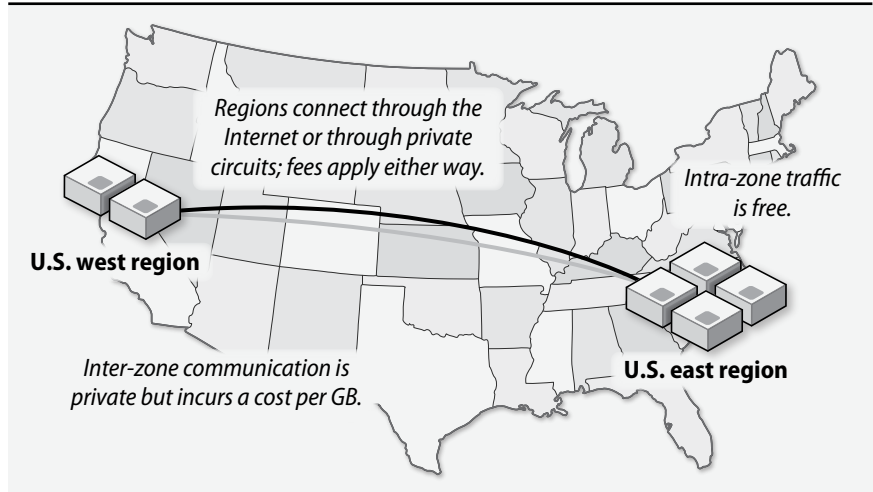 Regions connect through the
Internet or through private
circuits; fees apply either way.
Intra-zone traffic
is free.
U.S. west region
Inter-zone communication is
private but incurs a cost per GB.
U.S. east region